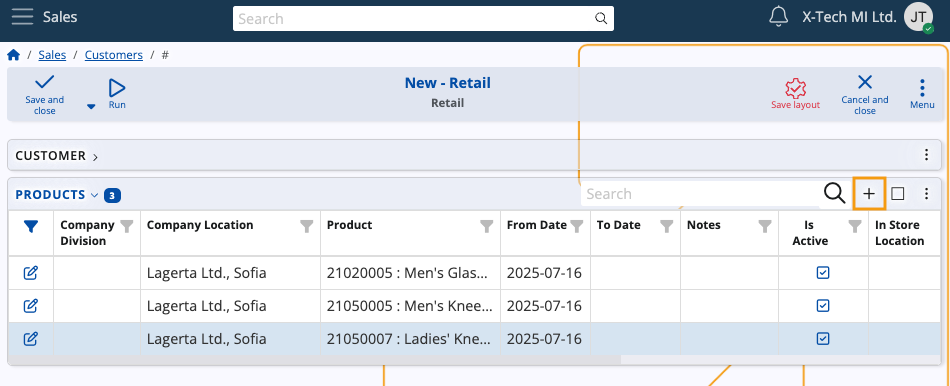 Sales
Search
X-Tech MI Ltd.
JT
/ Sales / Customers / #
Save and close
Run
New - Retail
Retail
Save layout
Cancel and close
Menu
CUSTOMER
PRODUCTS 3
Search
Company Division Company Location Product From Date To Date Notes Is Active In Store Location
Lagerta Ltd., Sofia 21020005 : Men's Glas... 2025-07-16
Lagerta Ltd., Sofia 21050005 : Men's Knee... 2025-07-16
Lagerta Ltd., Sofia 21050007 : Ladies' Kne... 2025-07-16